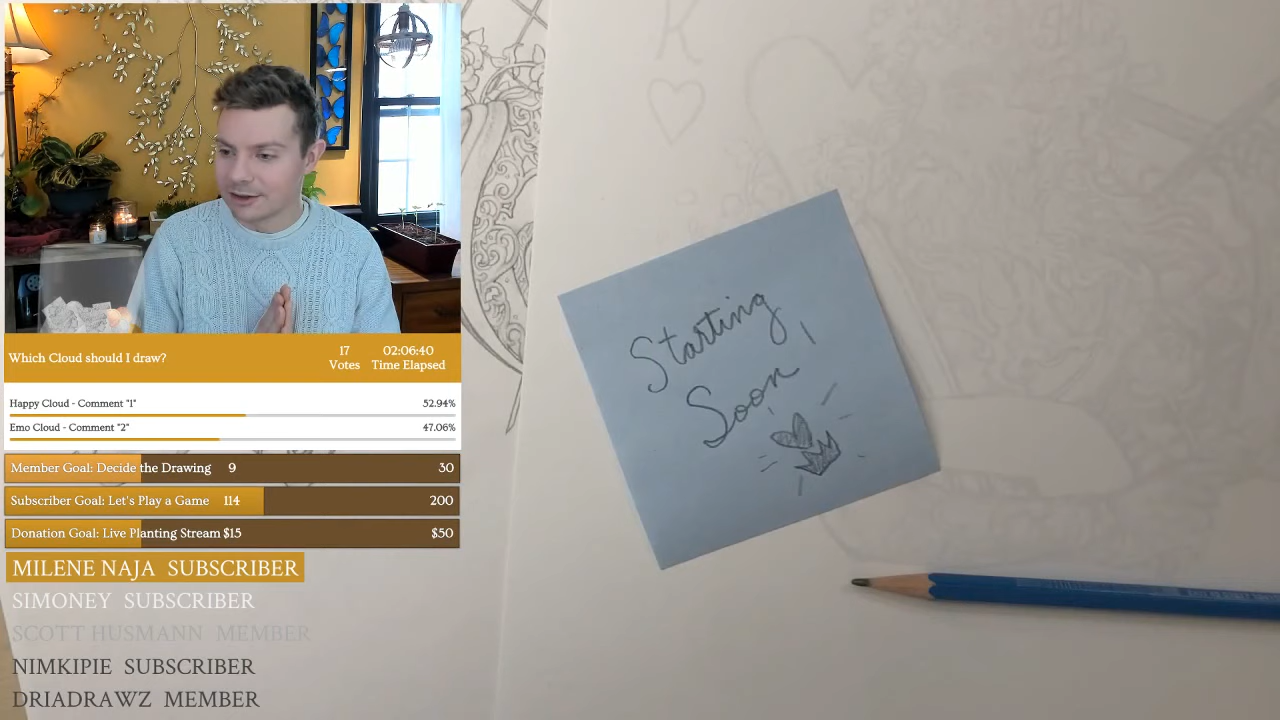 Which Cloud should I draw?
17
Votes
02:06:40
Time Elapsed
Happy Cloud - Comment "1"
52.94%
Emo Cloud - Comment "2"
47.06%
Member Goal: Decide the Drawing 9
30
Subscriber Goal: Let's Play a Game 114
200
Donation Goal: Live Planting Stream $15
$50
MILENE NAJA SUBSCRIBER
SIMONEY SUBSCRIBER
SCOTT HUSMANN MEMBER
NIMKIPIE SUBSCRIBER
DRIADRAWZ MEMBER
K
Starting
Soon